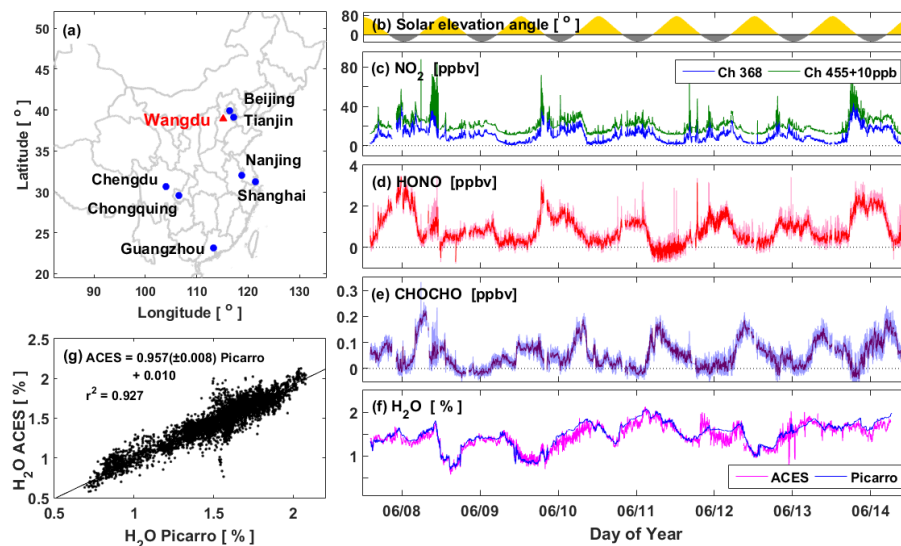 (a)
50
45
40
35
30
25
20
Latitude [ ° ]
Beijing
Wangdu
Tianjin
Nanjing
Chengdu
Shanghai
Chongquing
Guangzhou
90 100 110 120 130
Longitude [ ° ]
(g) ACES = 0.957(±0.008) Picarro
+ 0.010
r² = 0.927
2.5
2
1.5
1
0.5
H₂O ACES [ % ]
0.5 1 1.5 2
H₂O Picarro [ % ]
80
0
(b) Solar elevation angle [ ° ]
(c) NO₂ [ppbv]
Ch 368 Ch 455+10ppb
80
40
0
(d) HONO [ppbv]
4
2
0
(e) CHOCHO [ppbv]
0.3
0.2
0.1
0
(f) H₂O [ % ]
2
1
ACES Picarro
06/08 06/09 06/10 06/11 06/12 06/13 06/14
Day of Year